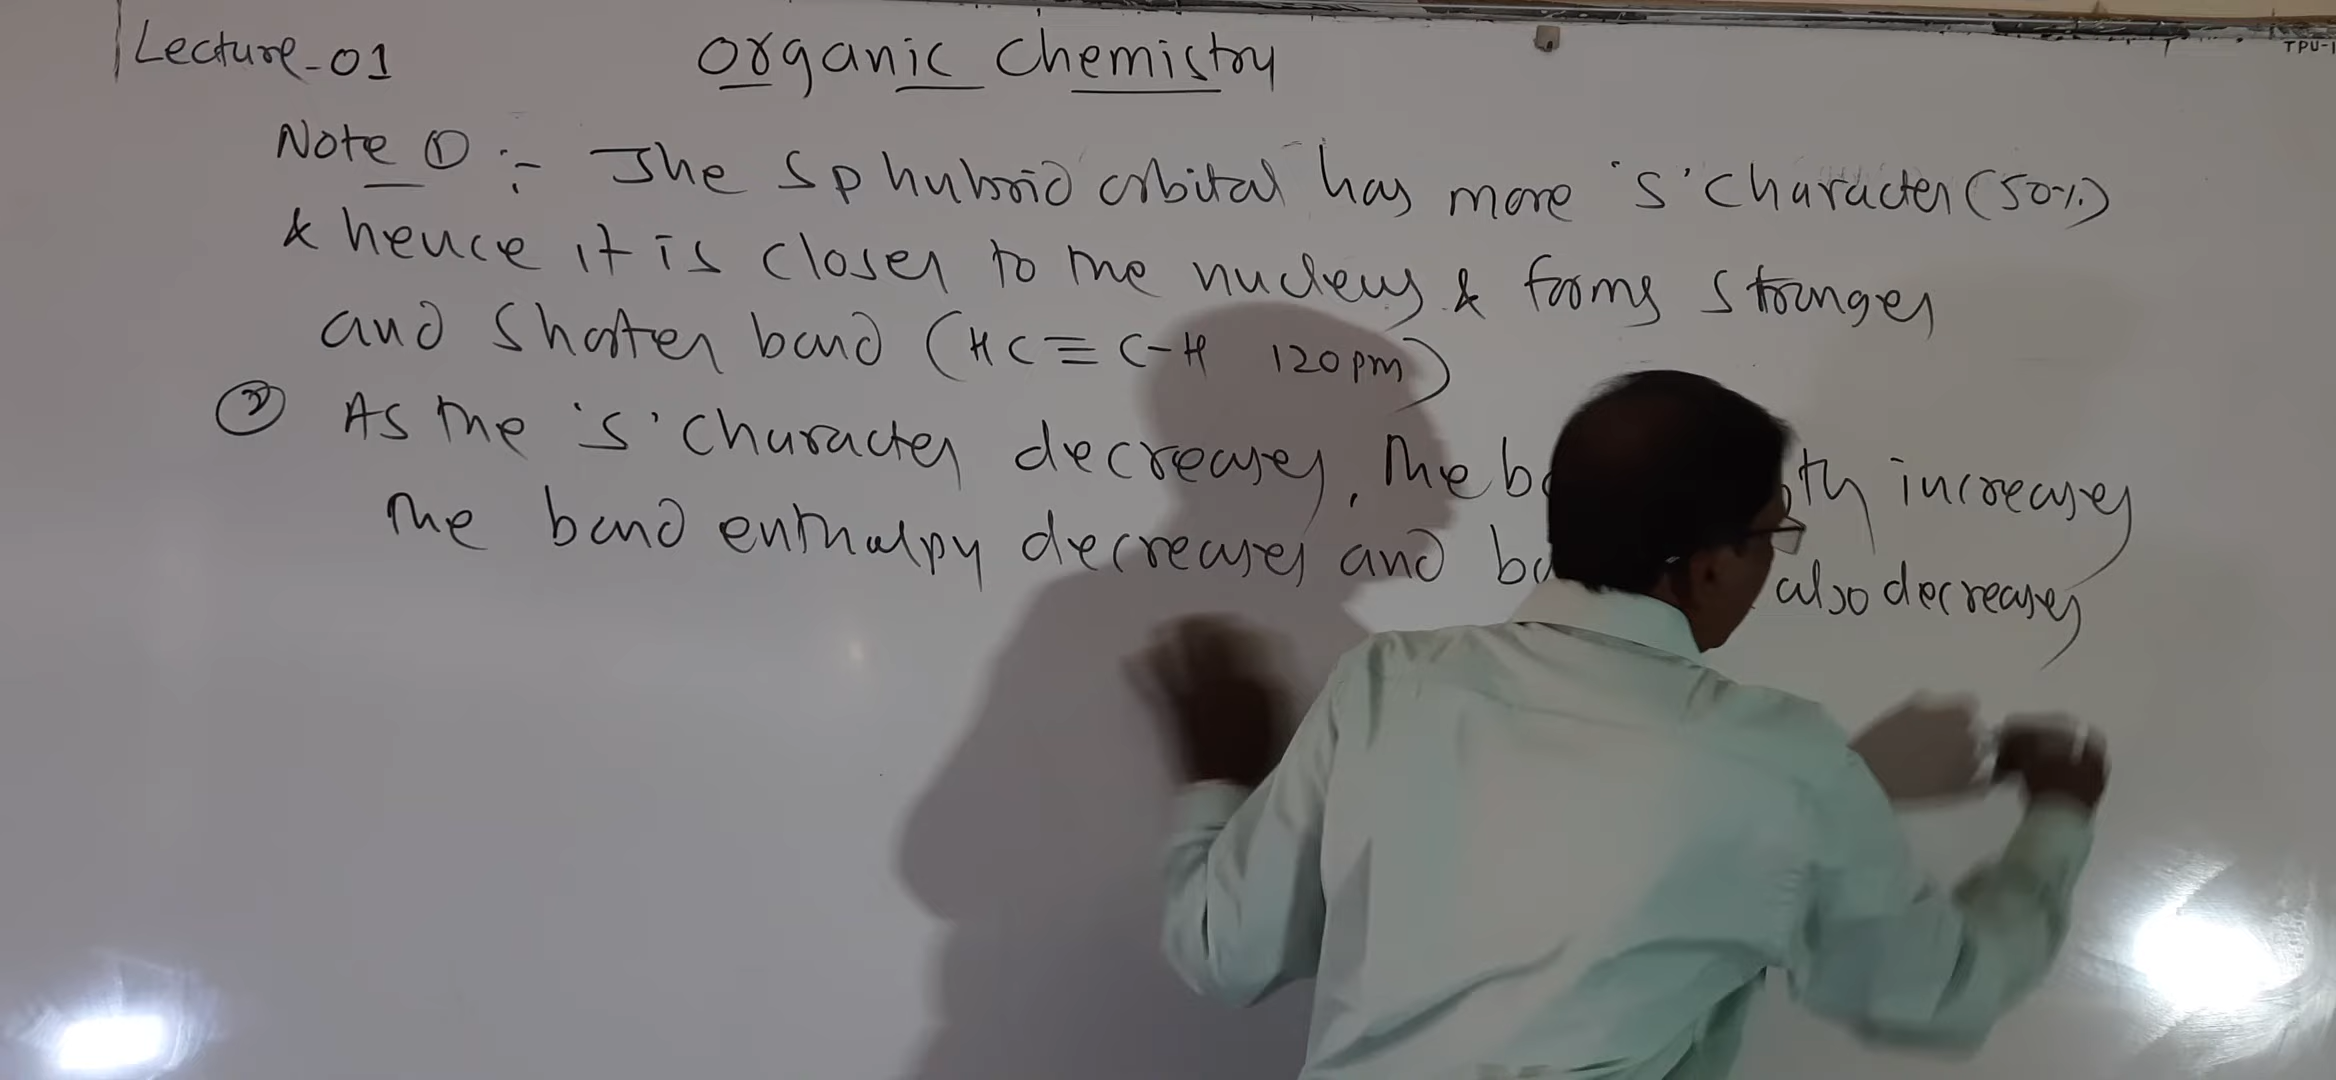 Lecture-01
Organic Chemistry
TPU-1
Note ① :- The Sp hybrid orbital has more 's' character (50%)
& hence it is closer to the nucleus & forms stronger
and shorter bond (HC≡C-H 120pm)
② As the 's' character decreases, the increases
the bond enthalpy decreases and also decreases